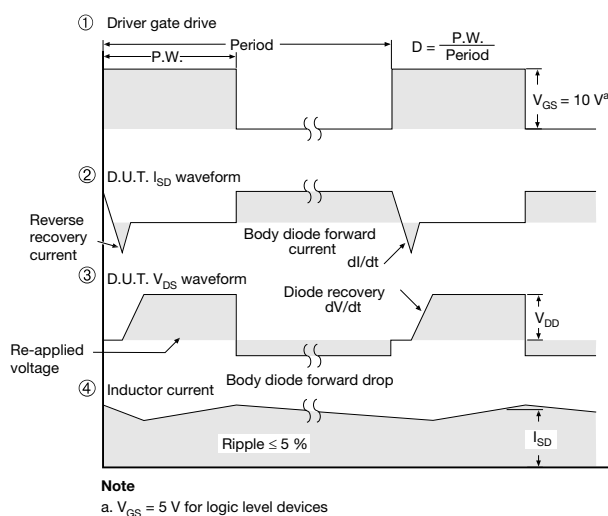 ① Driver gate drive
Period
P.W.
D = P.W. / Period
V_GS = 10 V^a
② D.U.T. I_SD waveform
Reverse
recovery
current
Body diode forward
current
dI/dt
③ D.U.T. V_DS waveform
Diode recovery
dV/dt
V_DD
Re-applied
voltage
Body diode forward drop
④ Inductor current
Ripple ≤ 5 %
I_SD
Note
a. V_GS = 5 V for logic level devices